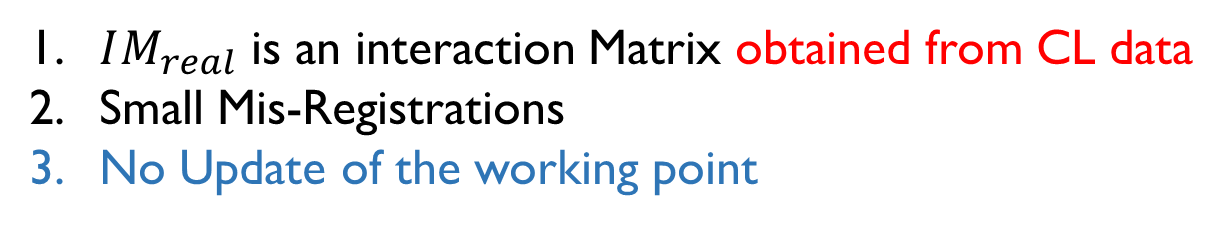 1. IM_real is an interaction Matrix obtained from CL data
2. Small Mis-Registrations
3. No Update of the working point